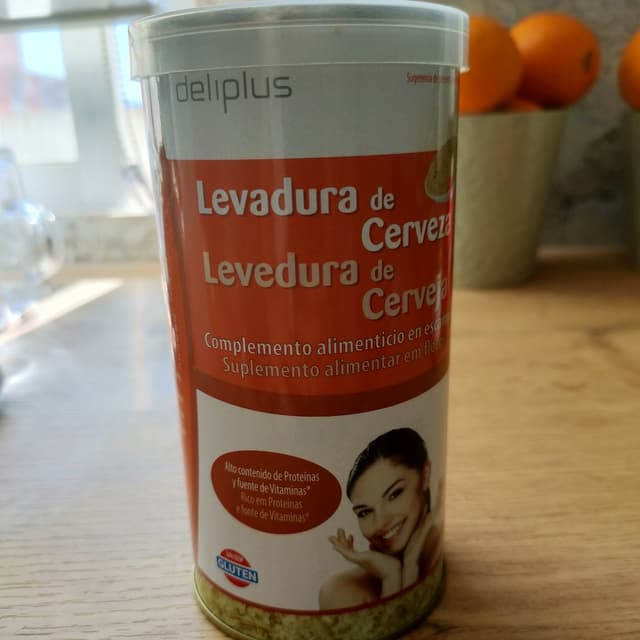 deliplus
Levadura de
Cerveza
Levedura de
Cerveja
Complemento alimenticio en
Suplemento alimentar em
Alto contenido de Proteínas
y fuente de Vitaminas*
Rico em Proteínas
e fonte de Vitaminas*
GLUTEN